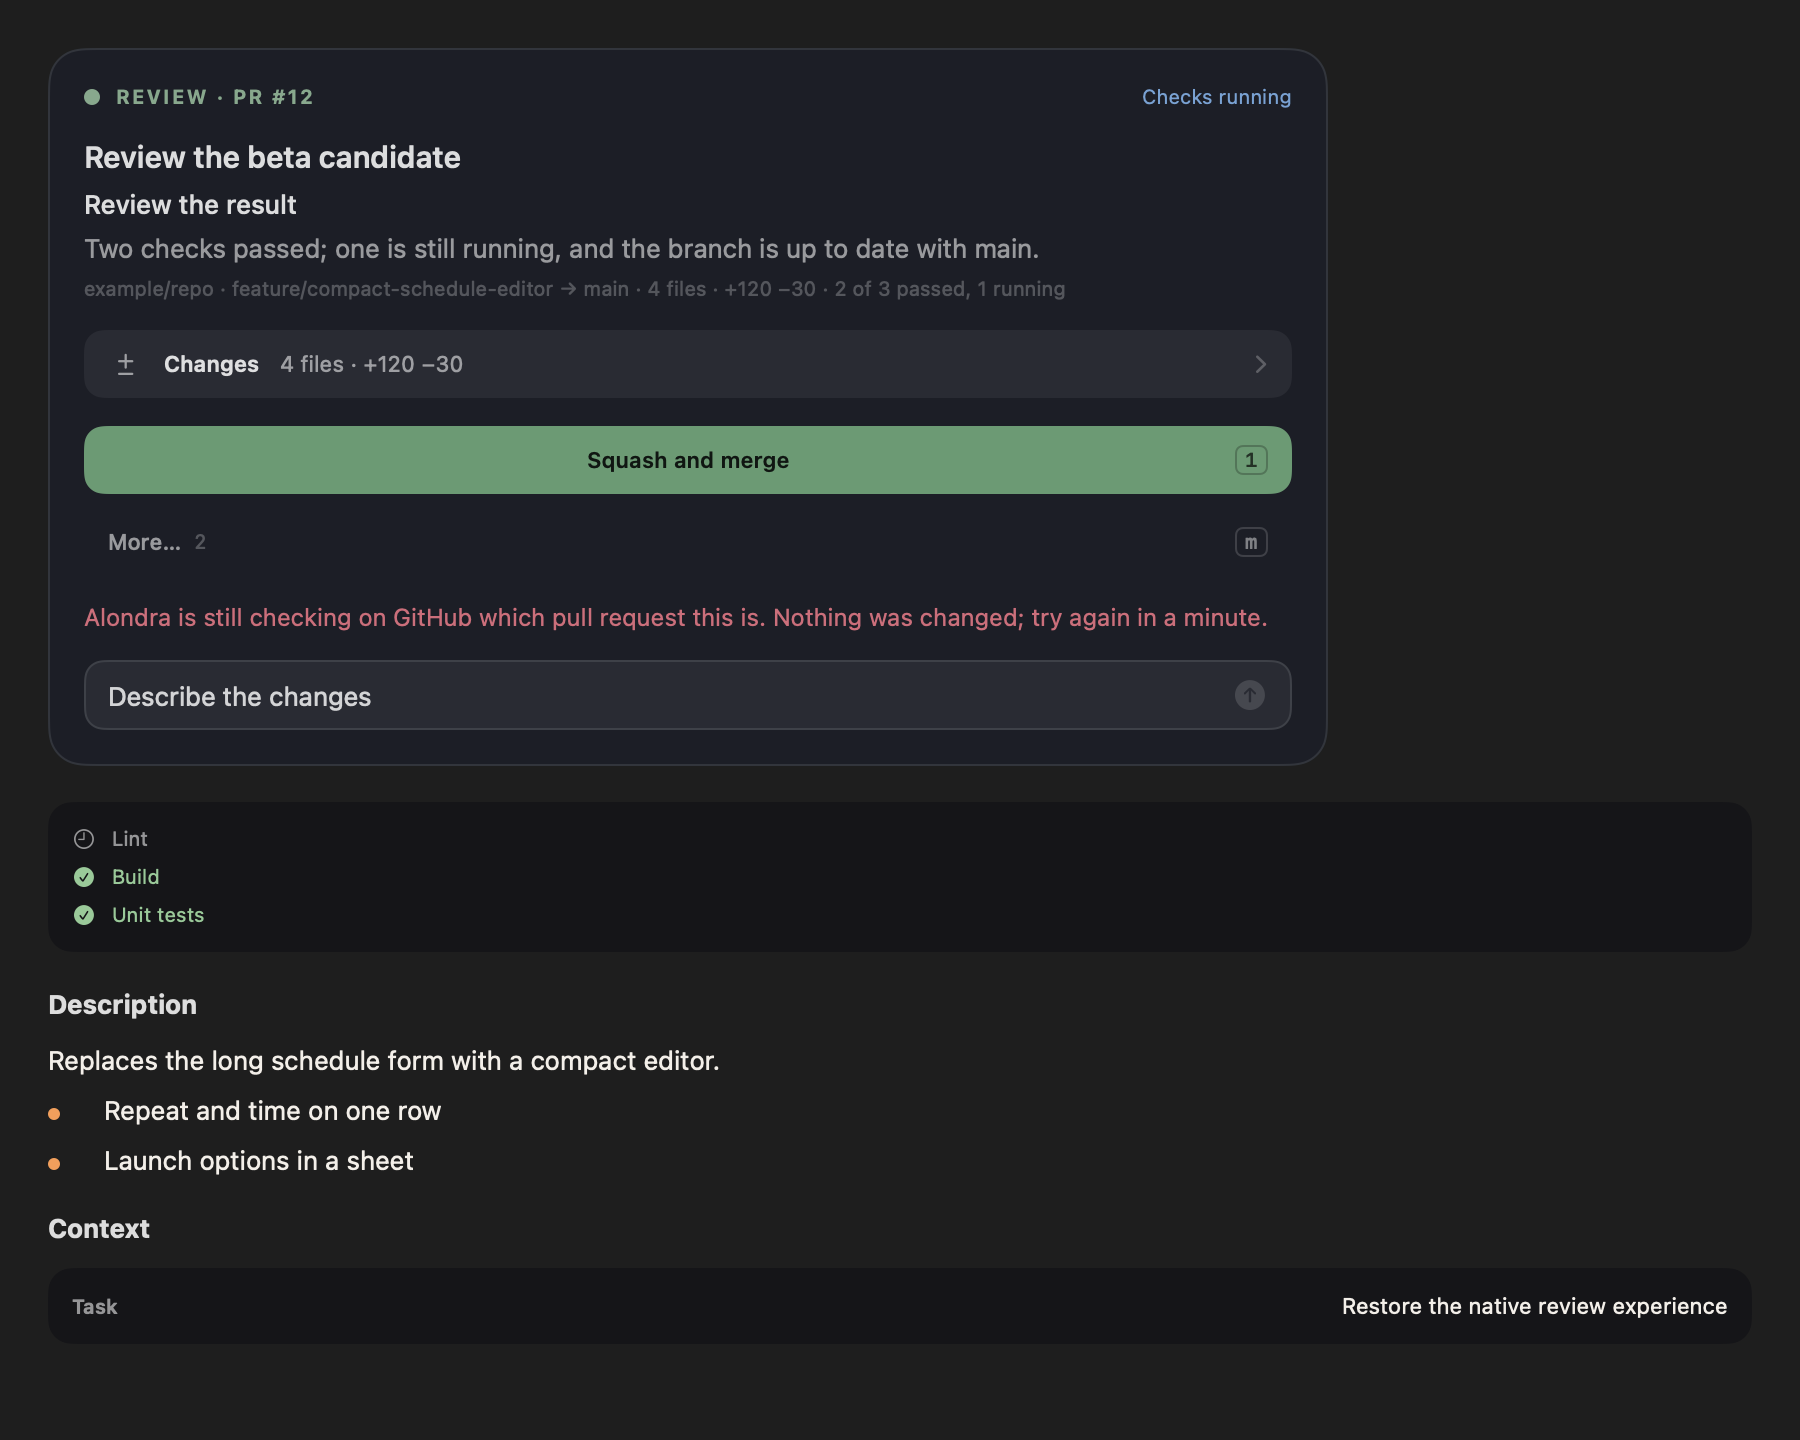 REVIEW · PR #12
Checks running
Review the beta candidate
Review the result
Two checks passed; one is still running, and the branch is up to date with main.
example/repo · feature/compact-schedule-editor → main · 4 files · +120 −30 · 2 of 3 passed, 1 running
± Changes 4 files · +120 −30
Squash and merge 1
More... 2 m
Alondra is still checking on GitHub which pull request this is. Nothing was changed; try again in a minute.
Describe the changes
Lint
Build
Unit tests
Description
Replaces the long schedule form with a compact editor.
Repeat and time on one row
Launch options in a sheet
Context
Task Restore the native review experience